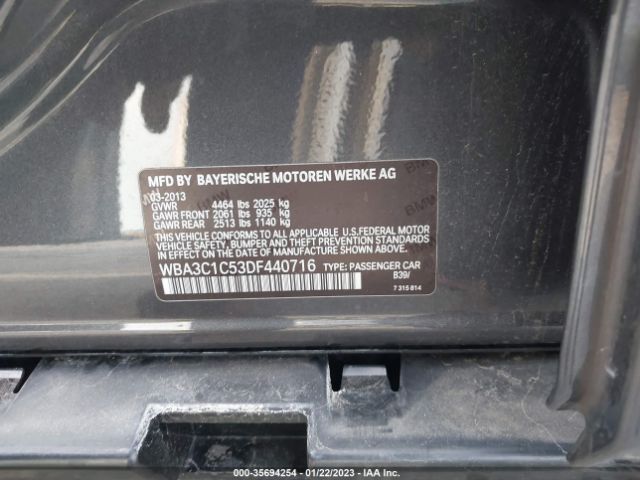 MFD BY BAYERISCHE MOTOREN WERKE AG
03-2013
GVWR 4464 lbs 2025 kg
GAWR FRONT 2061 lbs 935 kg
GAWR REAR 2513 lbs 1140 kg
THIS VEHICLE CONFORMS TO ALL APPLICABLE U.S.FEDERAL MOTOR
VEHICLE SAFETY, BUMPER AND THEFT PREVENTION STANDARDS
IN EFFECT ON THE DATE OF MANUFACTURE SHOWN ABOVE.
WBA3C1C53DF440716 TYPE: PASSENGER CAR
B39/
7 315 814
000-35694254 - 01/22/2023 - IAA Inc.